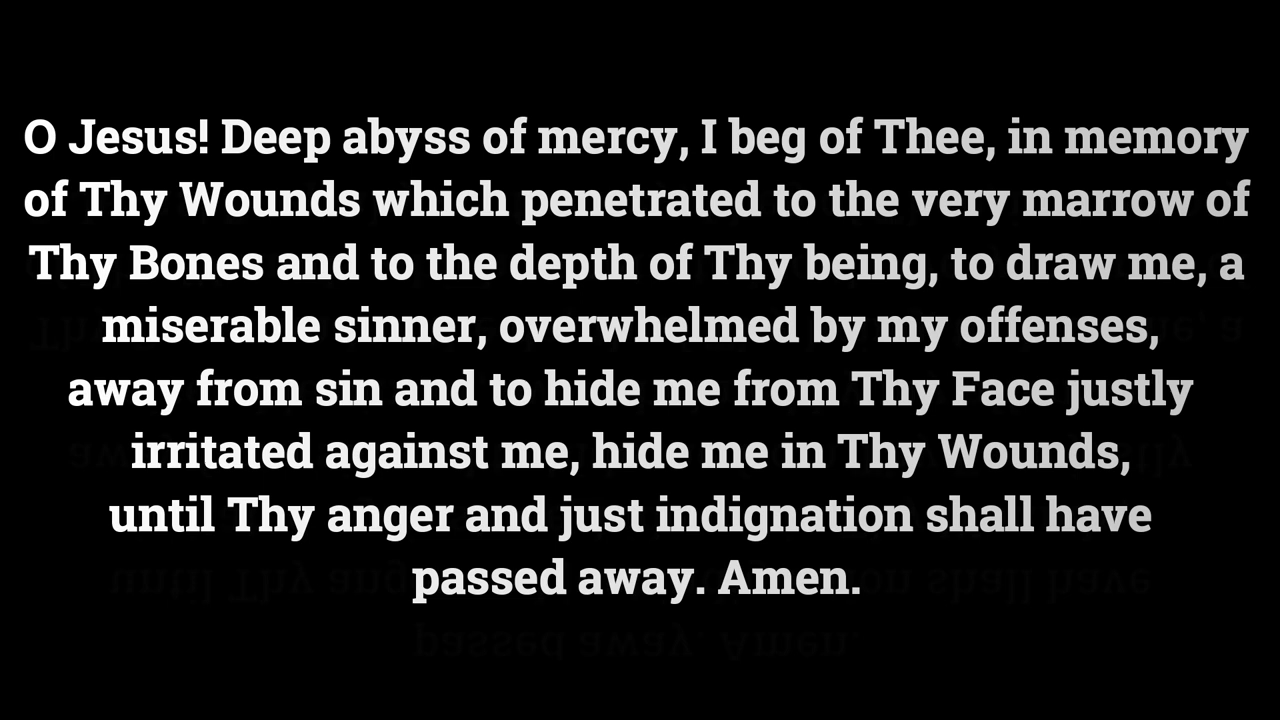 O Jesus! Deep abyss of mercy, I beg of Thee, in memory
of Thy Wounds which penetrated to the very marrow of
Thy Bones and to the depth of Thy being, to draw me, a
miserable sinner, overwhelmed by my offenses,
away from sin and to hide me from Thy Face justly
irritated against me, hide me in Thy Wounds,
until Thy anger and just indignation shall have
passed away. Amen.